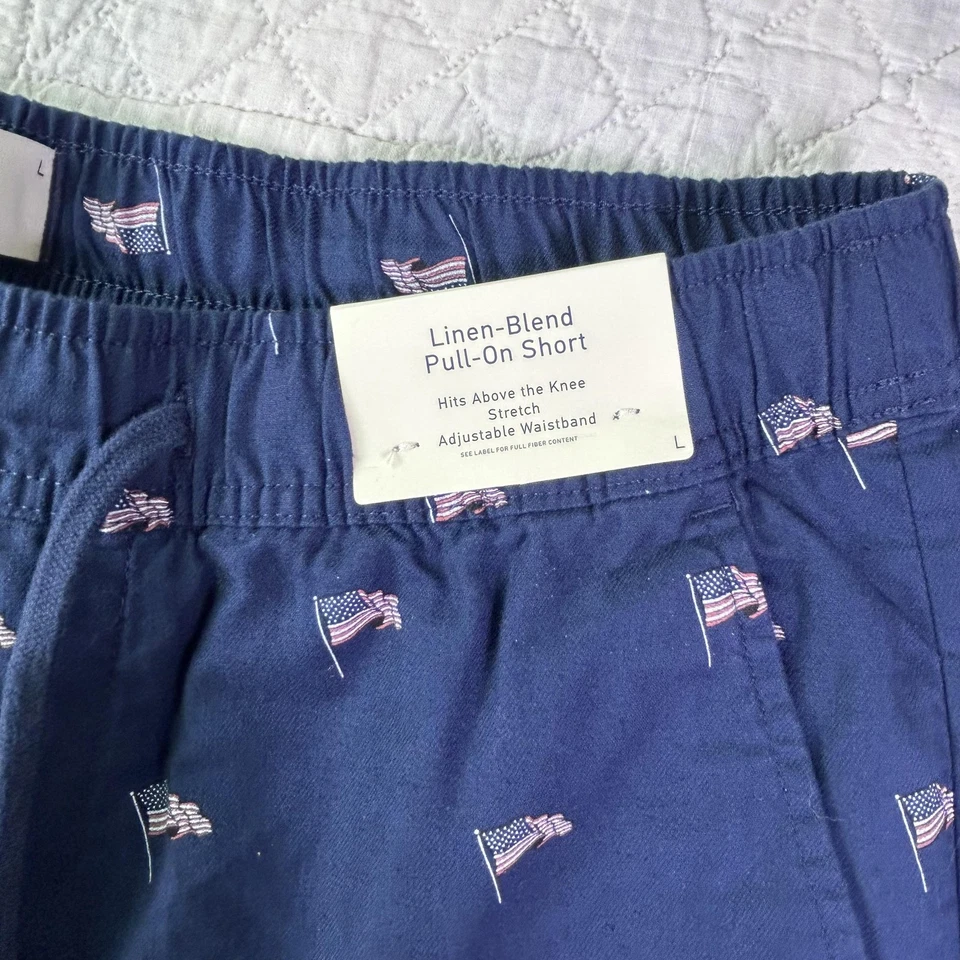 L
Linen-Blend
Pull-On Short
Hits Above the Knee
Stretch
Adjustable Waistband
SEE LABEL FOR FULL FIBER CONTENT
L